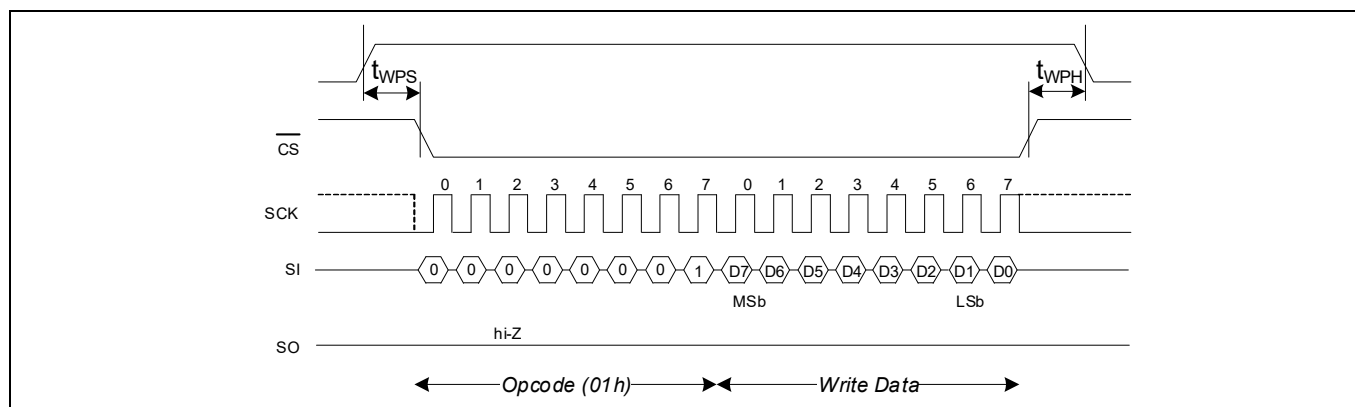 tWPS tWPH
CS
0 1 2 3 4 5 6 7 0 1 2 3 4 5 6 7
SCK
SI 0 0 0 0 0 0 0 1 D7 D6 D5 D4 D3 D2 D1 D0
MSb LSb
hi-Z
SO
Opcode (01h) Write Data